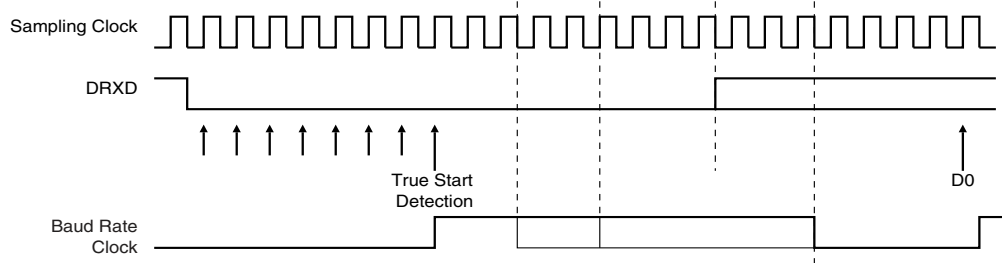 Sampling Clock
DRXD
True Start
Detection
D0
Baud Rate
Clock